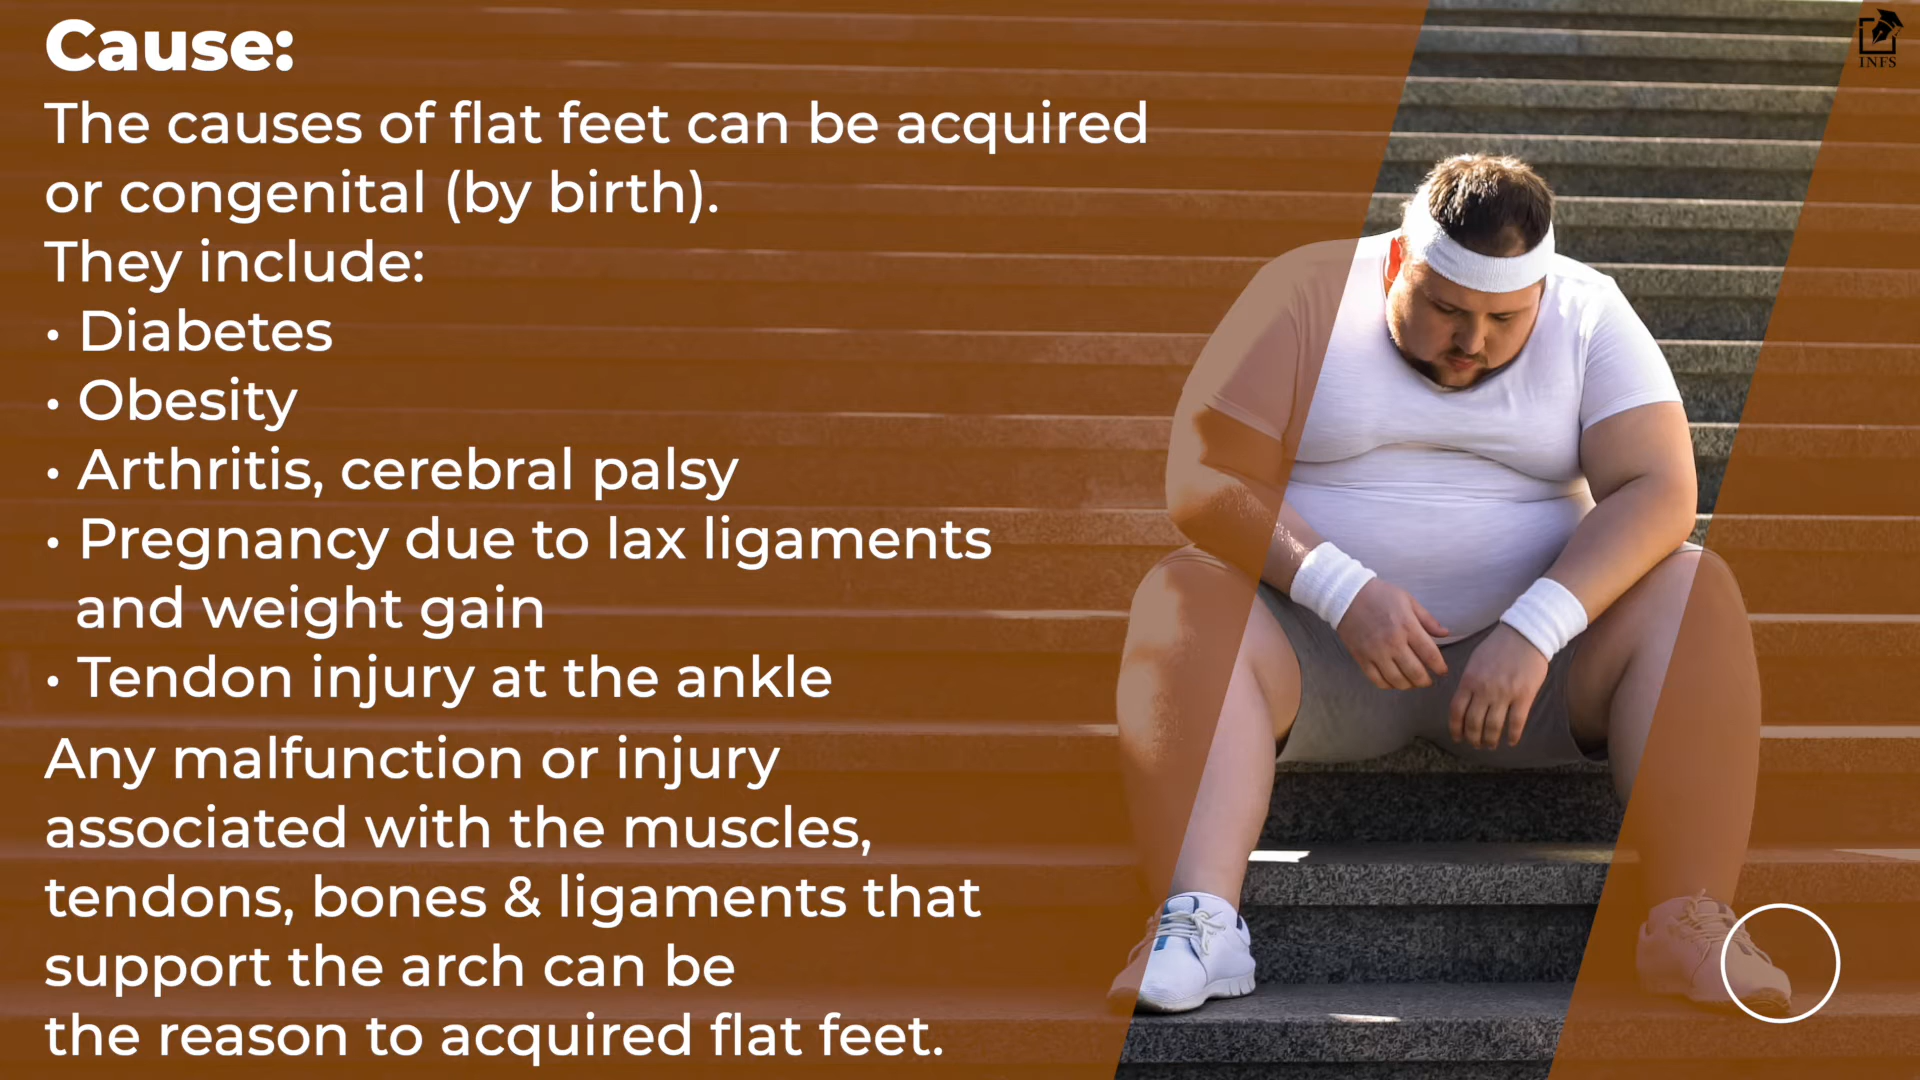 Cause:
The causes of flat feet can be acquired
or congenital (by birth).
They include:
• Diabetes
• Obesity
• Arthritis, cerebral palsy
• Pregnancy due to lax ligaments
and weight gain
• Tendon injury at the ankle
Any malfunction or injury
associated with the muscles,
tendons, bones & ligaments that
support the arch can be
the reason to acquired flat feet.
INFS